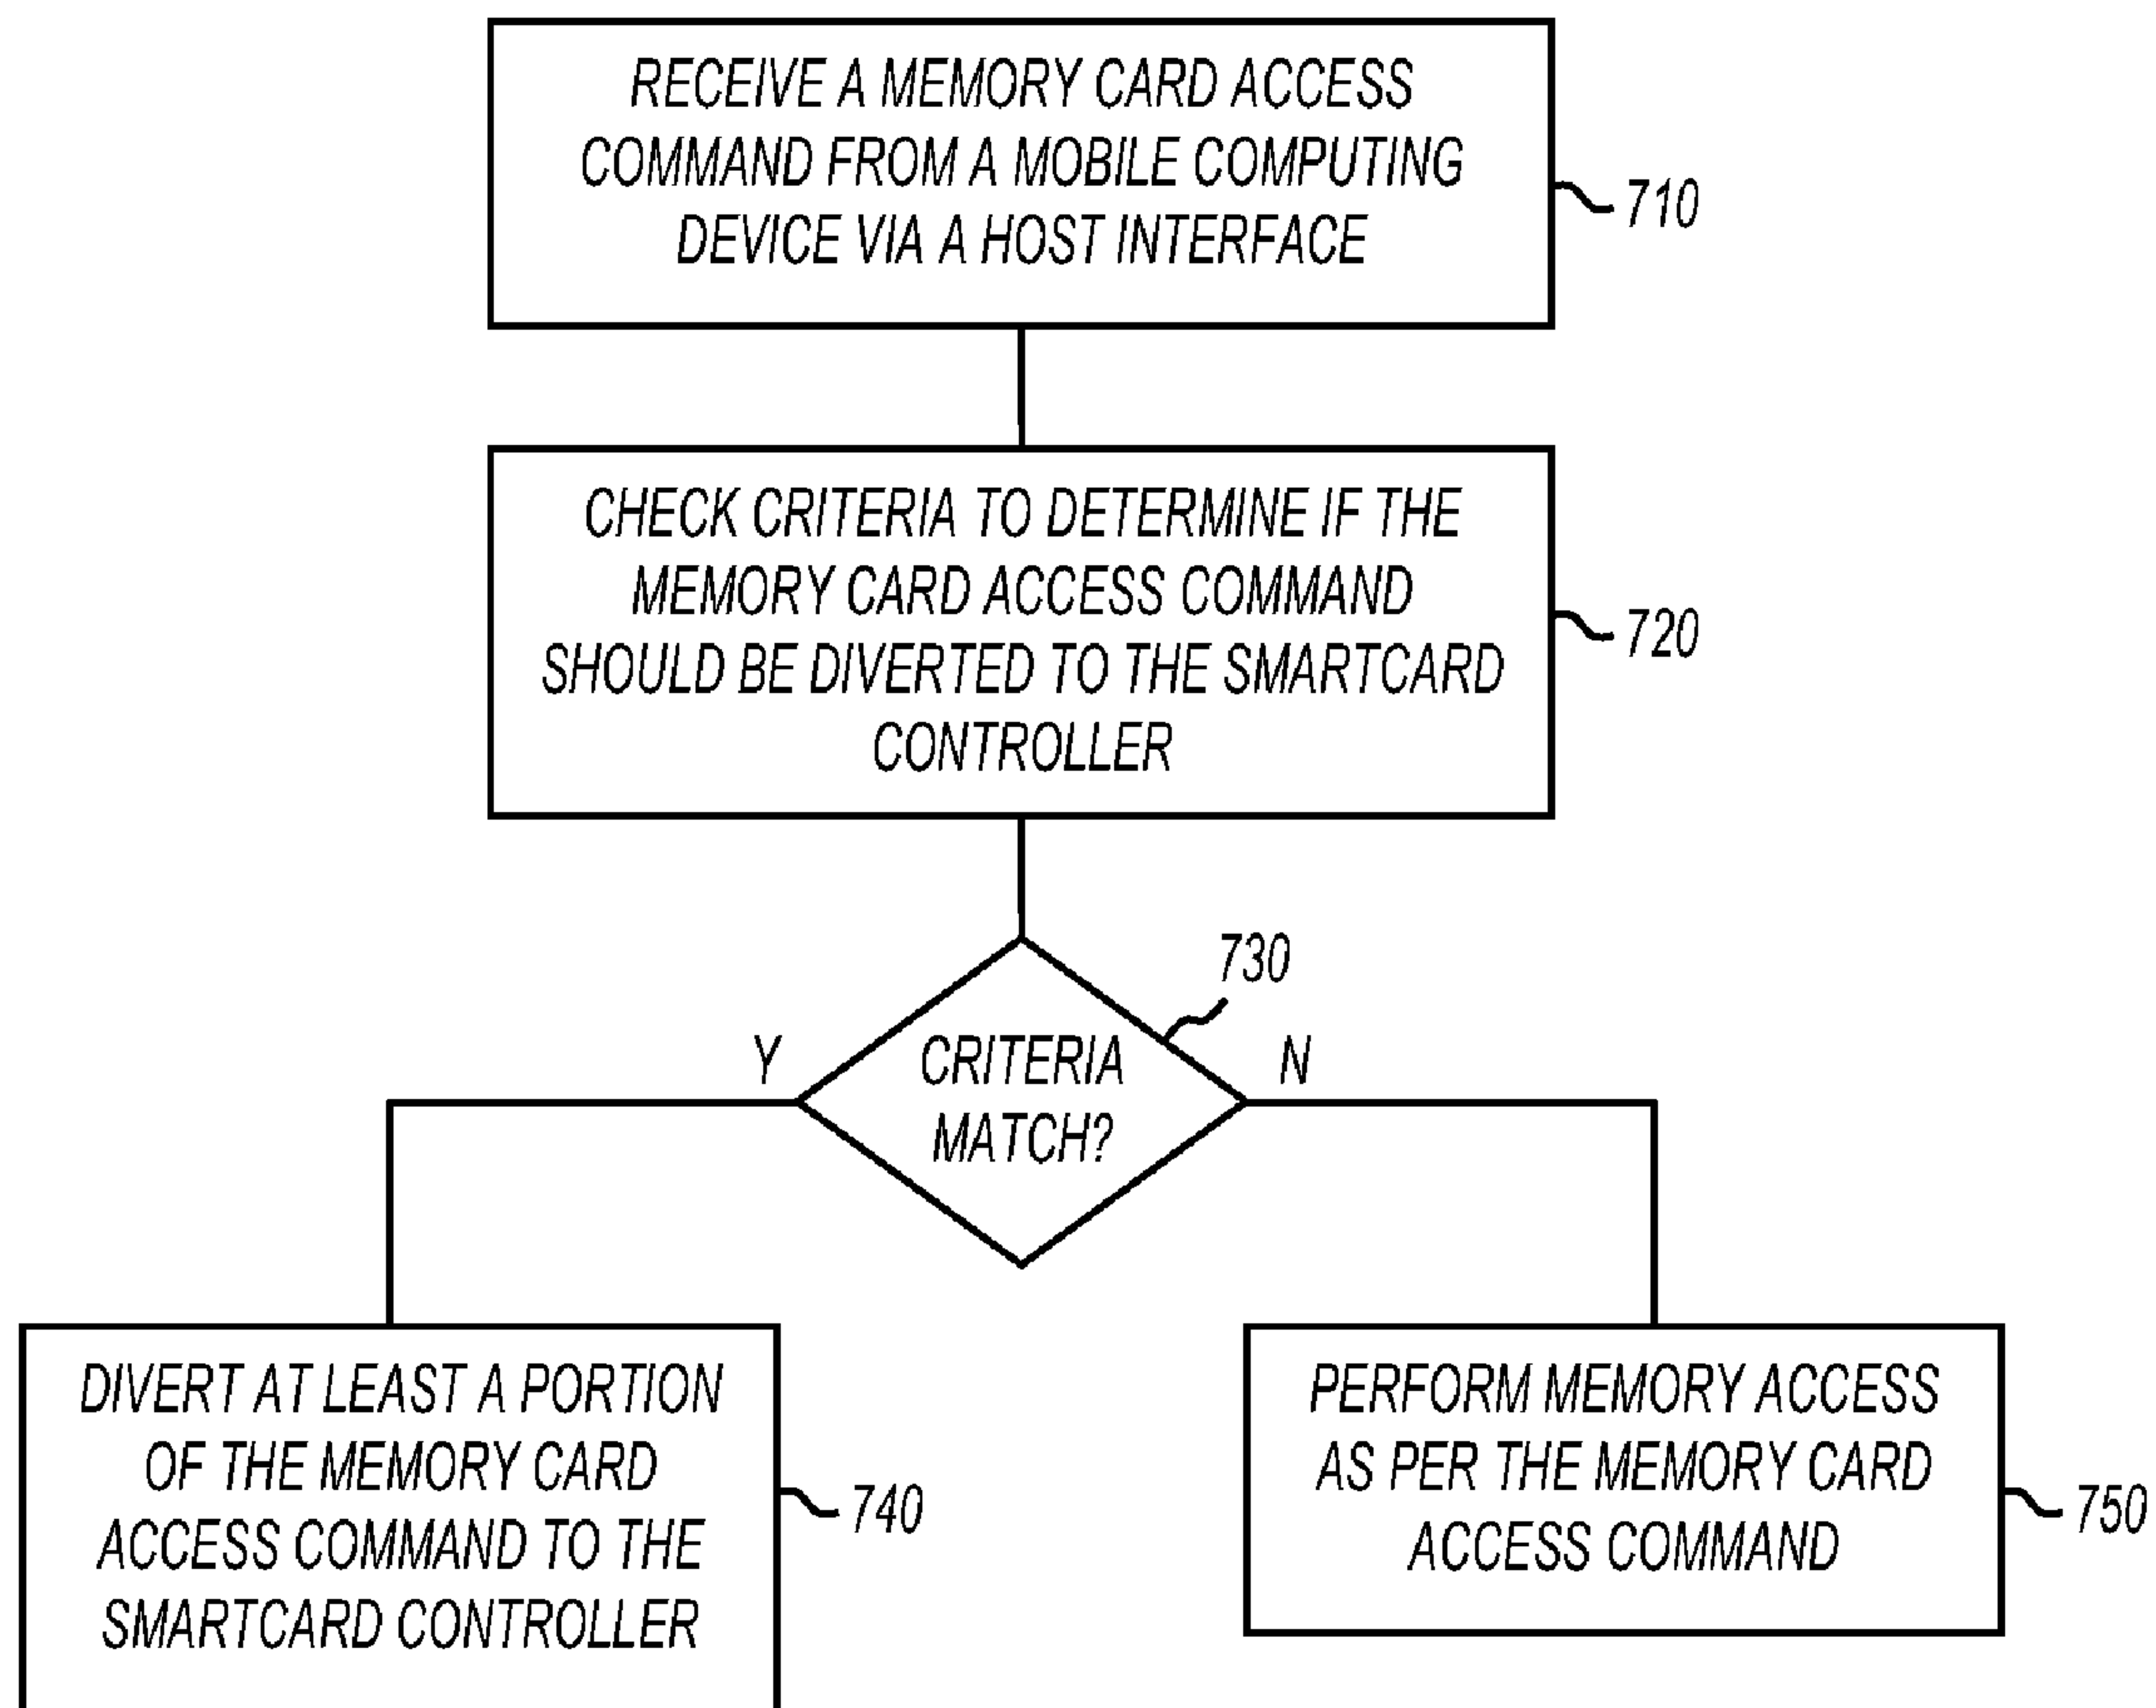 RECEIVE A MEMORY CARD ACCESS
COMMAND FROM A MOBILE COMPUTING
DEVICE VIA A HOST INTERFACE
710
CHECK CRITERIA TO DETERMINE IF THE
MEMORY CARD ACCESS COMMAND
SHOULD BE DIVERTED TO THE SMARTCARD
CONTROLLER
720
730
Y
CRITERIA
MATCH?
N
DIVERT AT LEAST A PORTION
OF THE MEMORY CARD
ACCESS COMMAND TO THE
SMARTCARD CONTROLLER
740
PERFORM MEMORY ACCESS
AS PER THE MEMORY CARD
ACCESS COMMAND
750